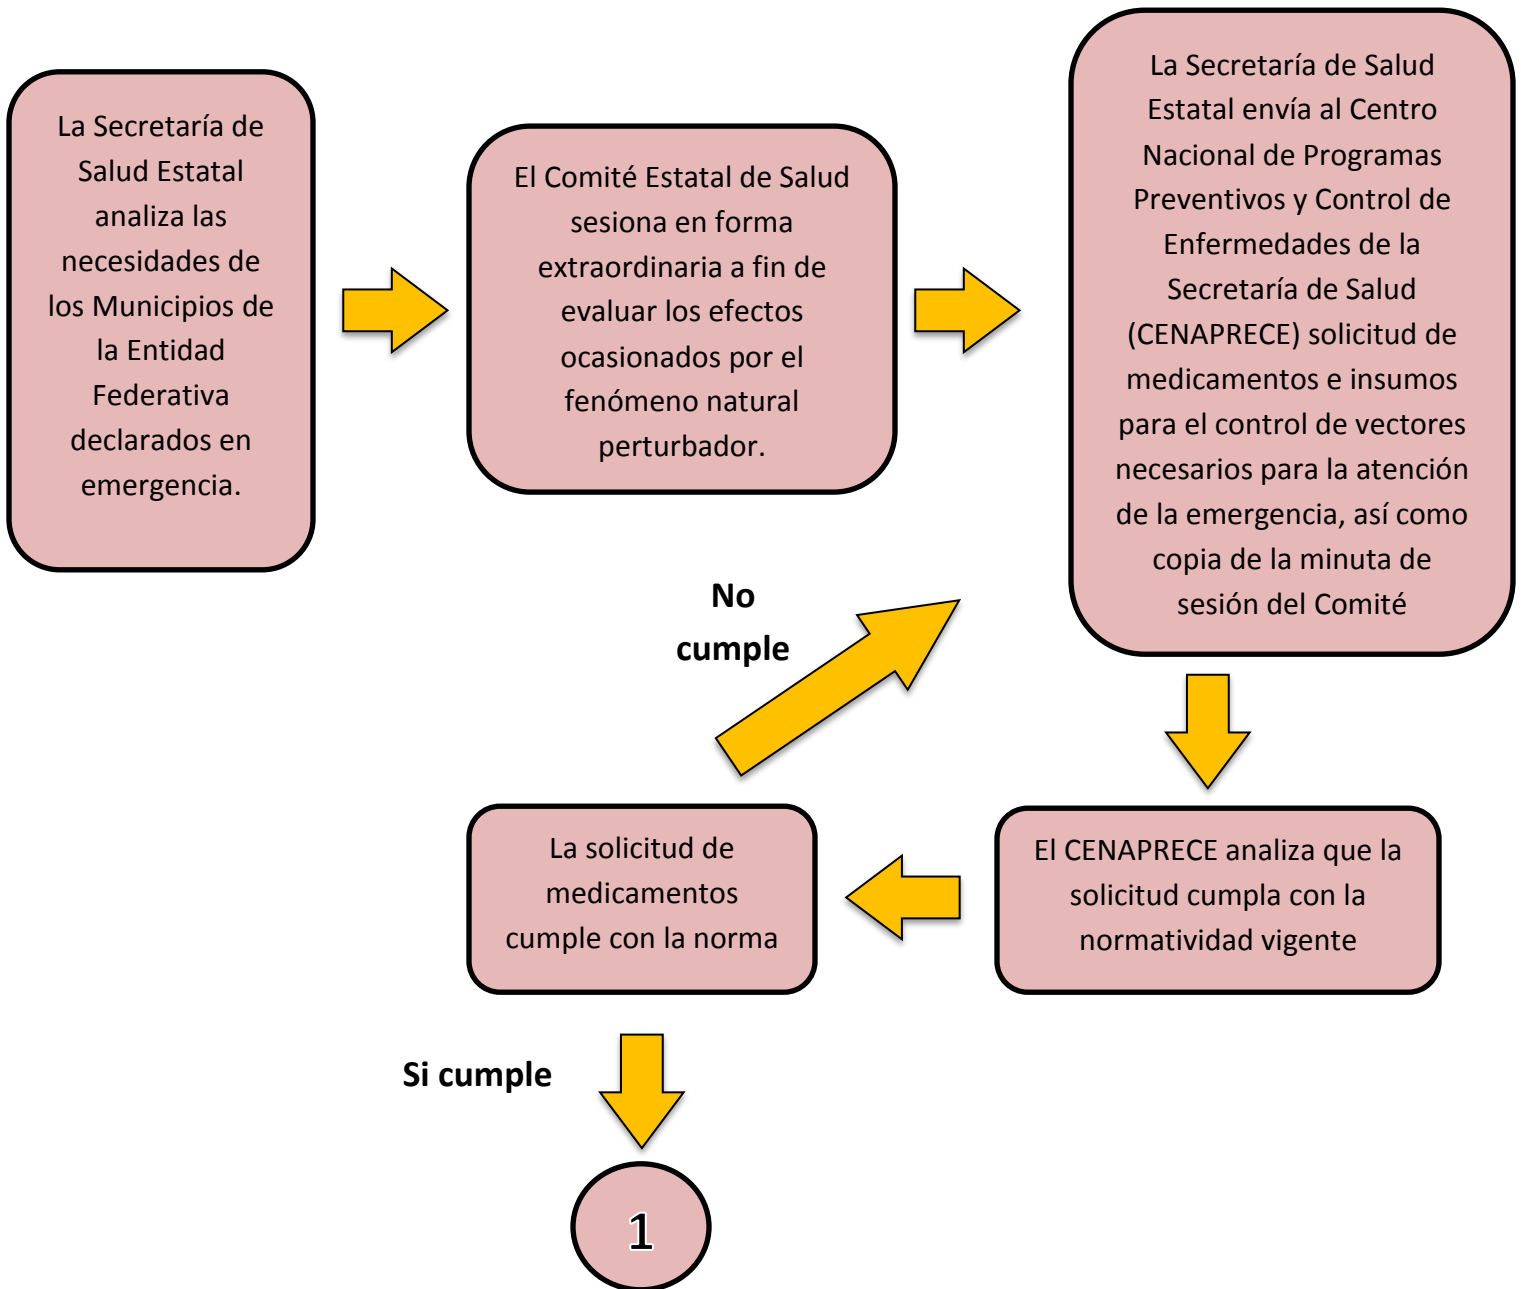 La Secretaría de
Salud Estatal
analiza las
necesidades de
los Municipios de
la Entidad
Federativa
declarados en
emergencia.
El Comité Estatal de Salud
sesiona en forma
extraordinaria a fin de
evaluar los efectos
ocasionados por el
fenómeno natural
perturbador.
La Secretaría de Salud
Estatal envía al Centro
Nacional de Programas
Preventivos y Control de
Enfermedades de la
Secretaría de Salud
(CENAPRECE) solicitud de
medicamentos e insumos
para el control de vectores
necesarios para la atención
de la emergencia, así como
copia de la minuta de
sesión del Comité
El CENAPRECE analiza que la
solicitud cumpla con la
normatividad vigente
La solicitud de
medicamentos
cumple con la norma
No
cumple
Si cumple
1